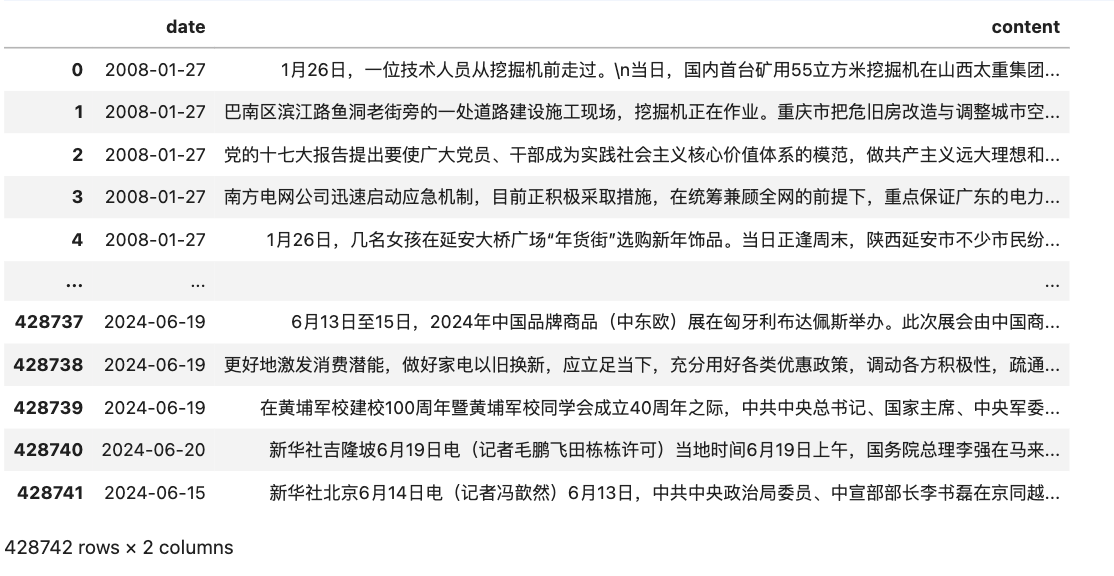 date content
0 2008-01-27 1月26日，一位技术人员从挖掘机前走过。\n当日，国内首台矿用55立方米挖掘机在山西太重集团...
1 2008-01-27 巴南区滨江路鱼洞老街旁的一处道路建设施工现场，挖掘机正在作业。重庆市把危旧房改造与调整城市空...
2 2008-01-27 党的十七大报告提出要使广大党员、干部成为实践社会主义核心价值体系的模范，做共产主义远大理想和...
3 2008-01-27 南方电网公司迅速启动应急机制，目前正积极采取措施，在统筹兼顾全网的前提下，重点保证广东的电力...
4 2008-01-27 1月26日，几名女孩在延安大桥广场“年货街”选购新年饰品。当日正逢周末，陕西延安市不少市民纷...
... ... ...
428737 2024-06-19 6月13日至15日，2024年中国品牌商品（中东欧）展在匈牙利布达佩斯举办。此次展会由中国商...
428738 2024-06-19 更好地激发消费潜能，做好家电以旧换新，应立足当下，充分用好各类优惠政策，调动各方积极性，疏通...
428739 2024-06-19 在黄埔军校建校100周年暨黄埔军校同学会成立40周年之际，中共中央总书记、国家主席、中央军委...
428740 2024-06-20 新华社吉隆坡6月19日电（记者毛鹏飞田栋栋许可）当地时间6月19日上午，国务院总理李强在马来...
428741 2024-06-15 新华社北京6月14日电（记者冯歆然）6月13日，中共中央政治局委员、中宣部部长李书磊在京同越...
428742 rows × 2 columns